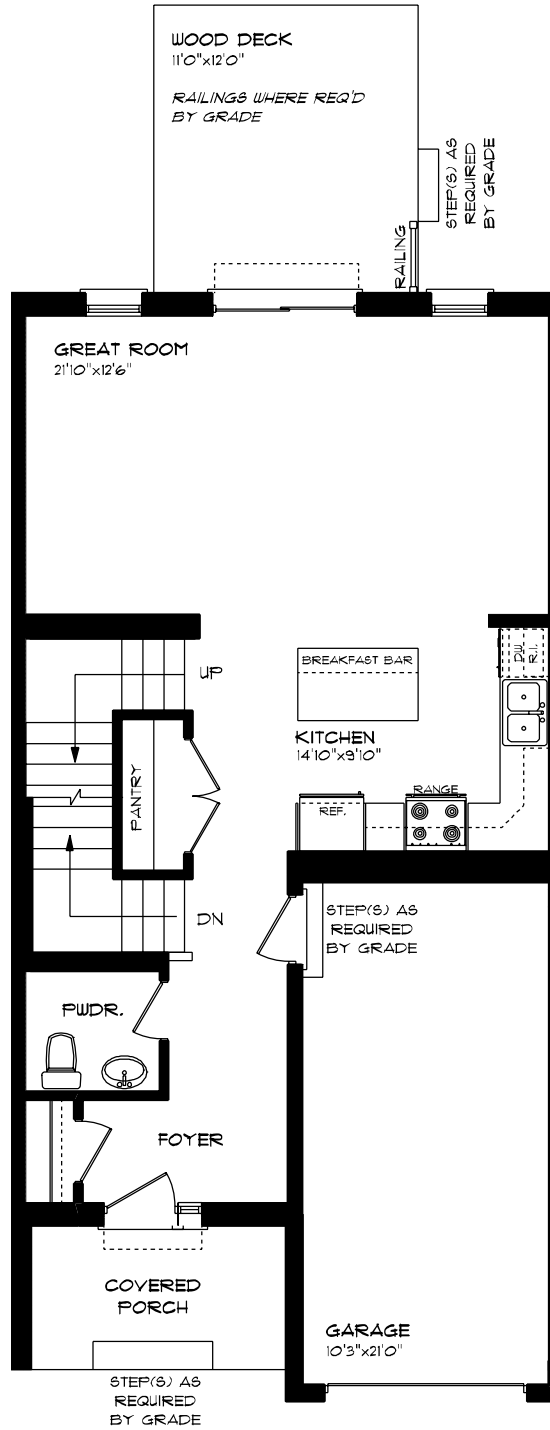 WOOD DECK
11'0"x12'0"
RAILINGS WHERE REQ'D
BY GRADE
STEP(S) AS
REQUIRED
BY GRADE
RAILING
GREAT ROOM
21'10"x12'6"
UP
BREAKFAST BAR
DW
R.I.
KITCHEN
14'10"x9'10"
PANTRY
REF.
RANGE
DN
STEP(S) AS
REQUIRED
BY GRADE
PWDR.
FOYER
COVERED
PORCH
GARAGE
10'3"x21'0"
STEP(S) AS
REQUIRED
BY GRADE